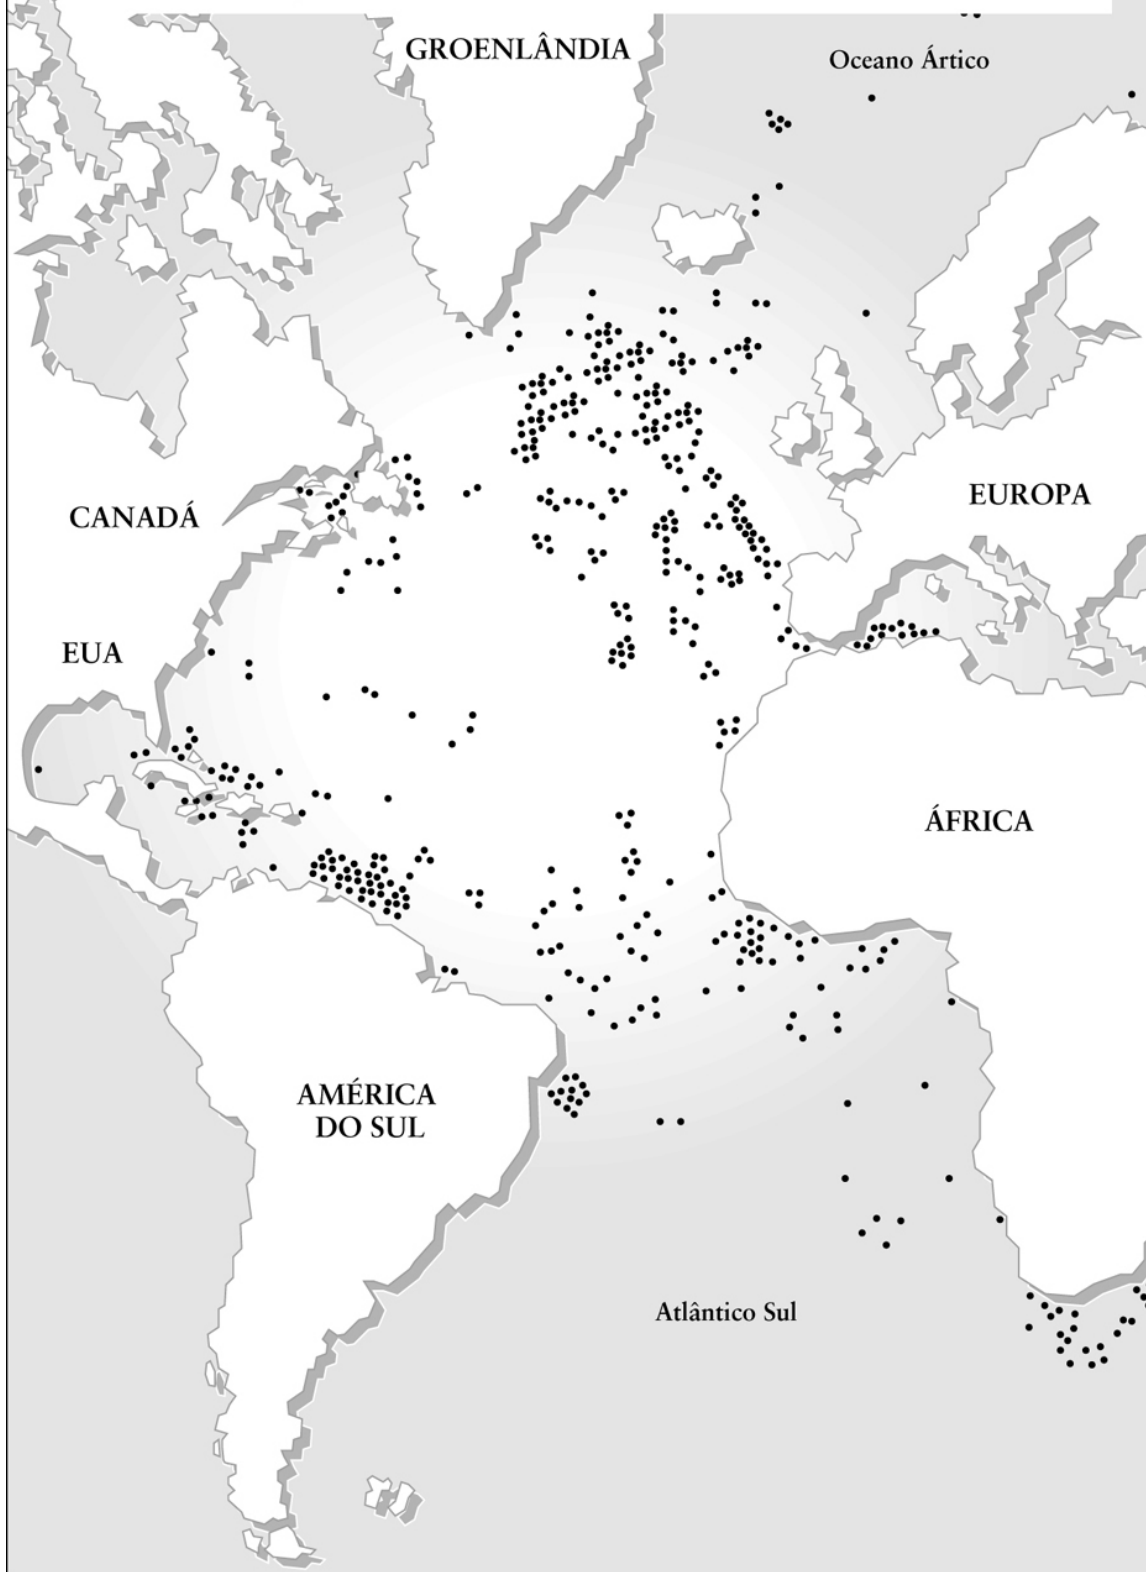 GROENLÂNDIA
Oceano Ártico
CANADÁ
EUROPA
EUA
ÁFRICA
AMÉRICA
DO SUL
Atlântico Sul